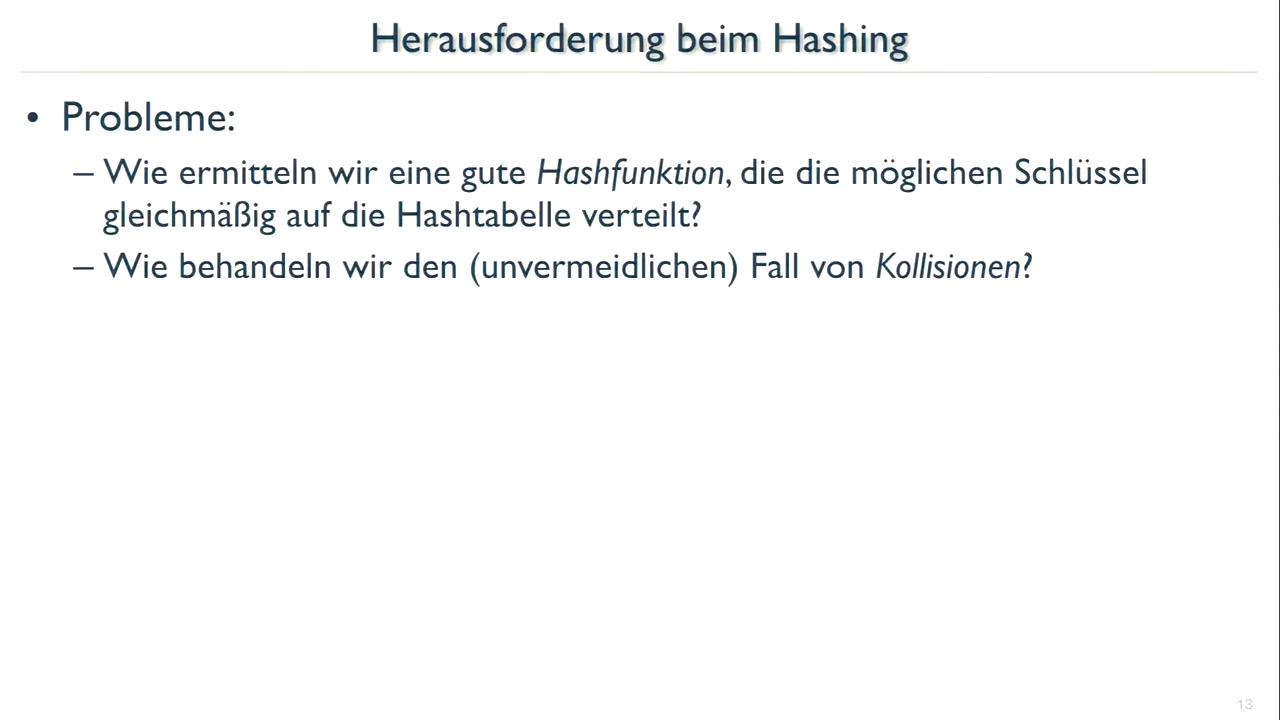 Herausforderung beim Hashing
• Probleme:
– Wie ermitteln wir eine gute Hashfunktion, die die möglichen Schlüssel
gleichmäßig auf die Hashtabelle verteilt?
– Wie behandeln wir den (unvermeidlichen) Fall von Kollisionen?
13